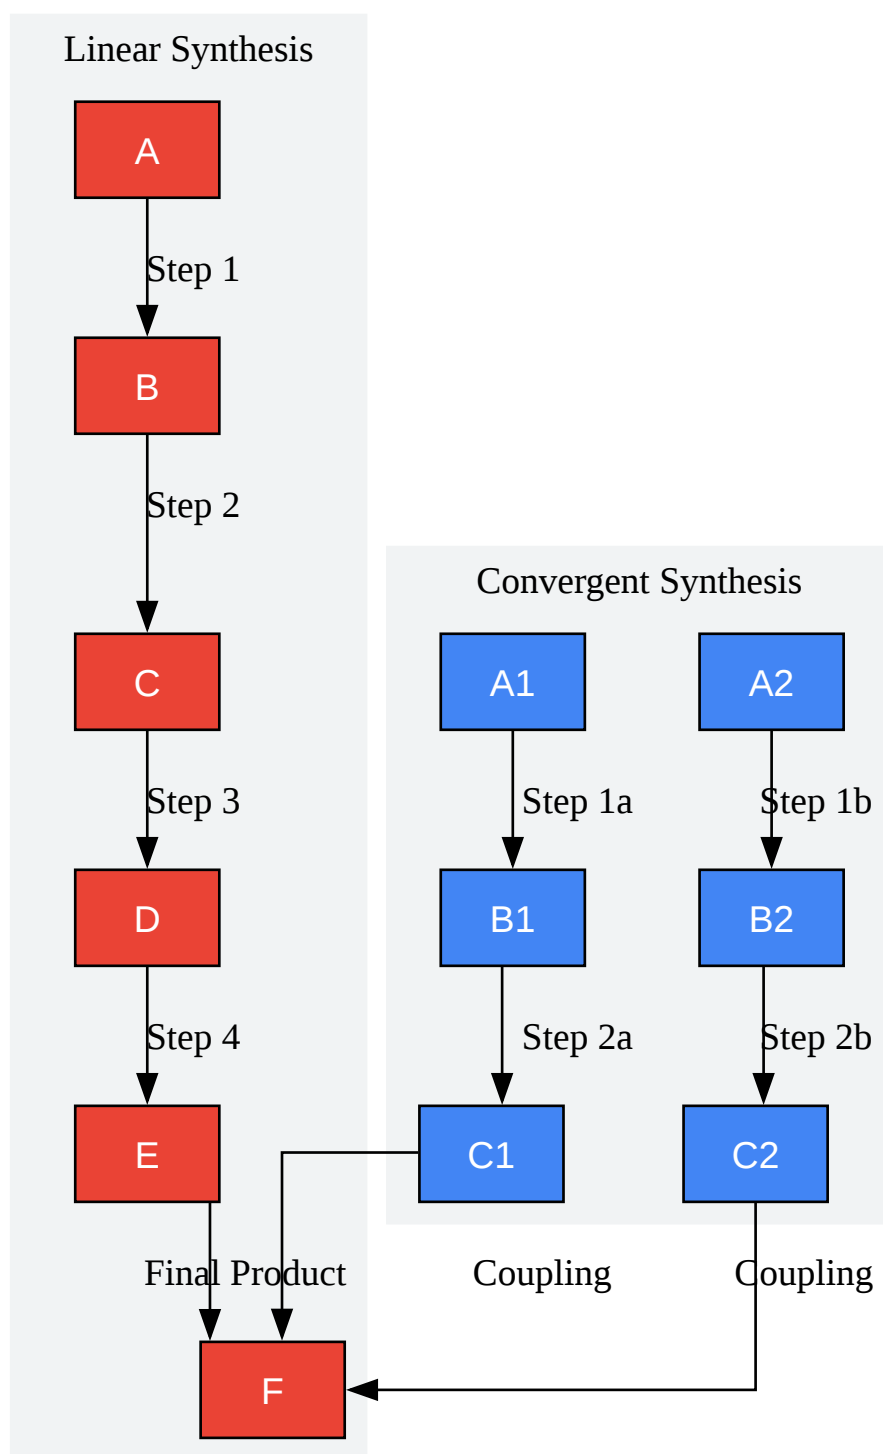 Linear Synthesis
A
Step 1
B
Step 2
C
Step 3
D
Step 4
E
Final Product
F
Convergent Synthesis
A1
A2
Step 1a
Step 1b
B1
B2
Step 2a
Step 2b
C1
C2
Coupling
Coupling